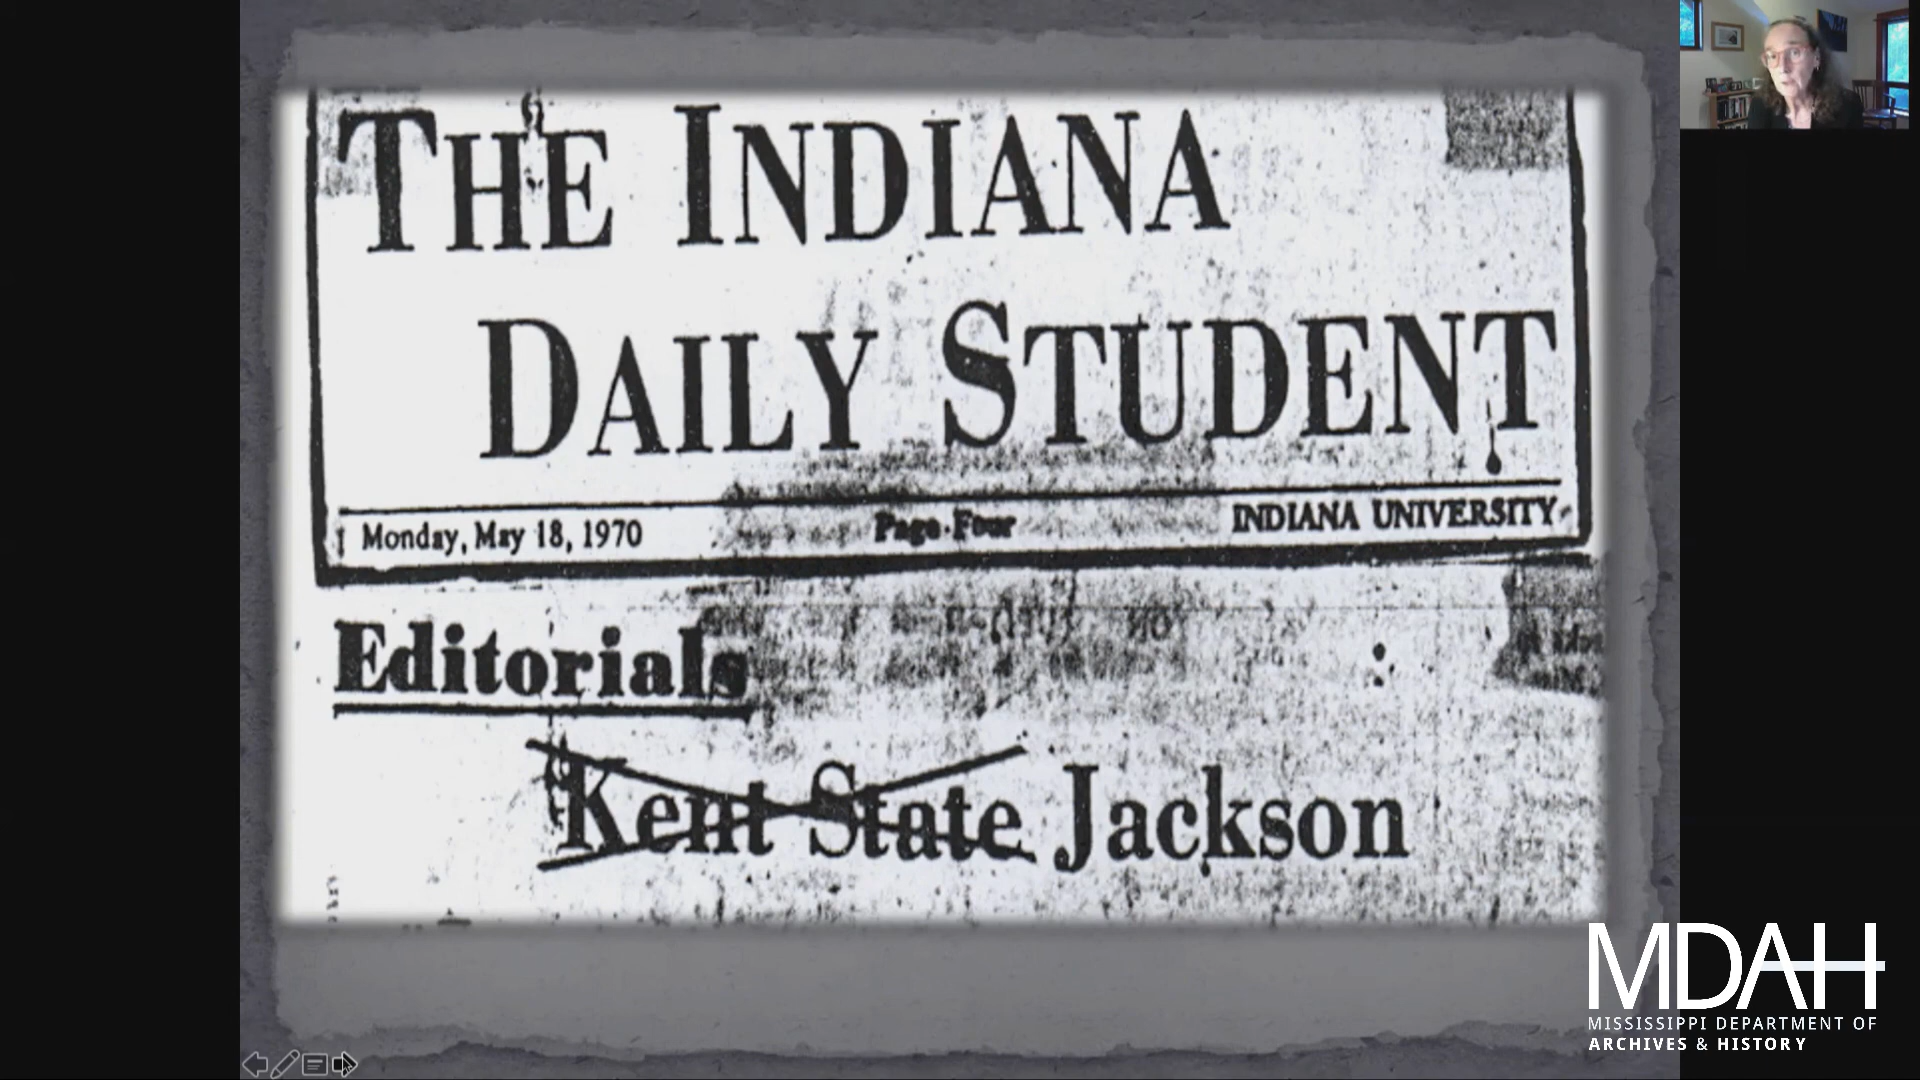 THE INDIANA
DAILY STUDENT
Monday, May 18, 1970 Page Four INDIANA UNIVERSITY
Editorials
Kent State Jackson
MDAH
MISSISSIPPI DEPARTMENT OF
ARCHIVES & HISTORY